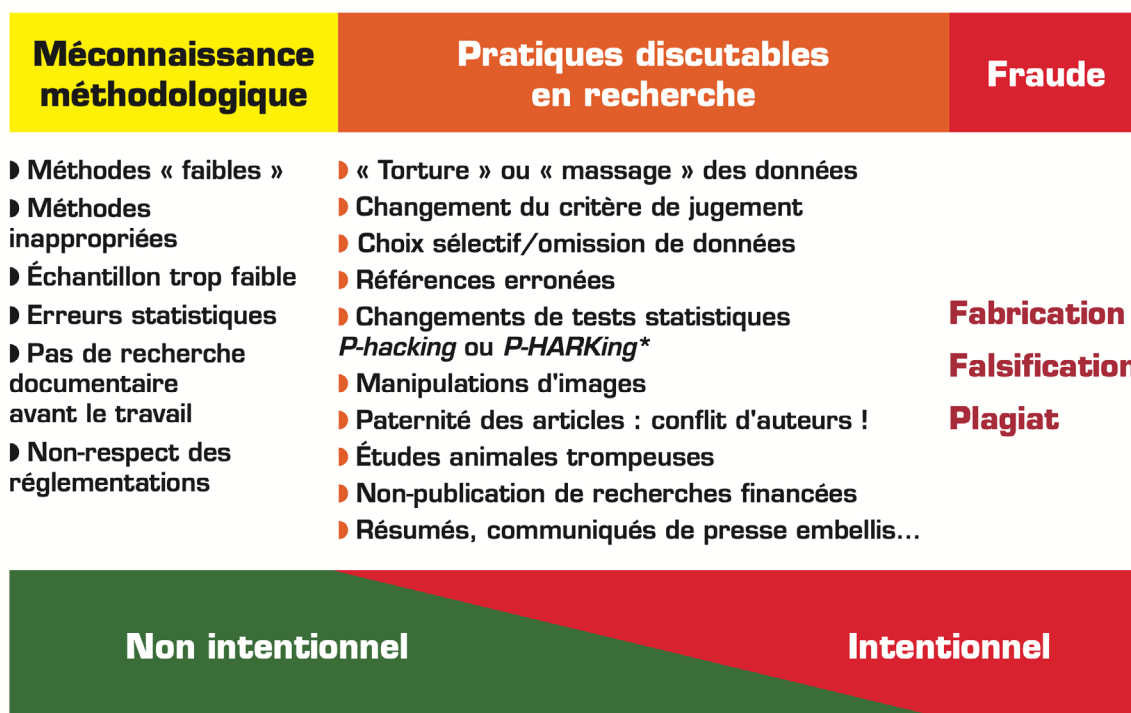 Méconnaissance
méthodologique
Pratiques discutables
en recherche
Fraude
Méthodes « faibles »
Méthodes
inappropriées
Échantillon trop faible
Erreurs statistiques
Pas de recherche
documentaire
avant le travail
Non-respect des
réglementations
« Torture » ou « massage » des données
Changement du critère de jugement
Choix sélectif/omission de données
Références erronées
Changements de tests statistiques
P-hacking ou P-HARKing*
Manipulations d'images
Paternité des articles : conflit d'auteurs !
Études animales trompeuses
Non-publication de recherches financées
Résumés, communiqués de presse embellis...
Fabrication
Falsification
Plagiat
Non intentionnel
Intentionnel